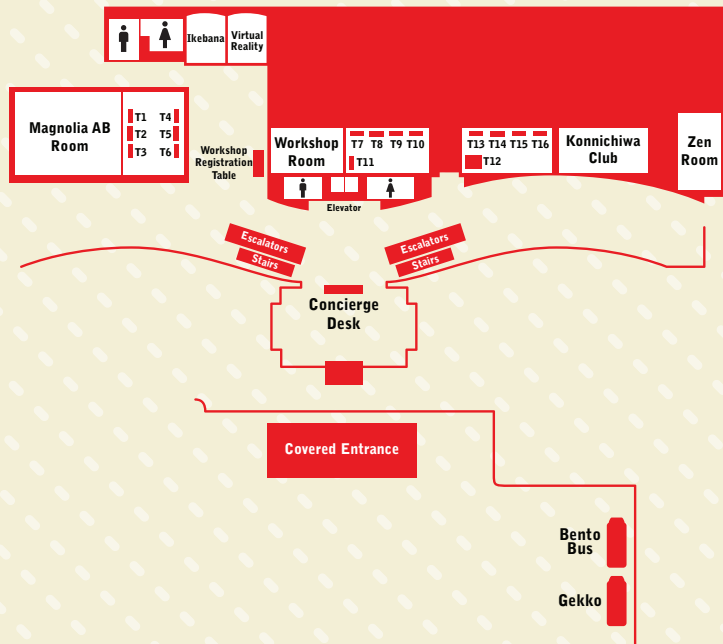 Ikebana
Virtual
Reality
Magnolia AB
Room
T1
T4
T2
T5
T3
T6
Workshop
Registration
Table
Workshop
Room
T7 T8 T9 T10
T11
T13 T14 T15 T16
T12
Konnichiwa
Club
Zen
Room
Elevator
Escalators
Stairs
Escalators
Stairs
Concierge
Desk
Covered Entrance
Bento
Bus
Gekko